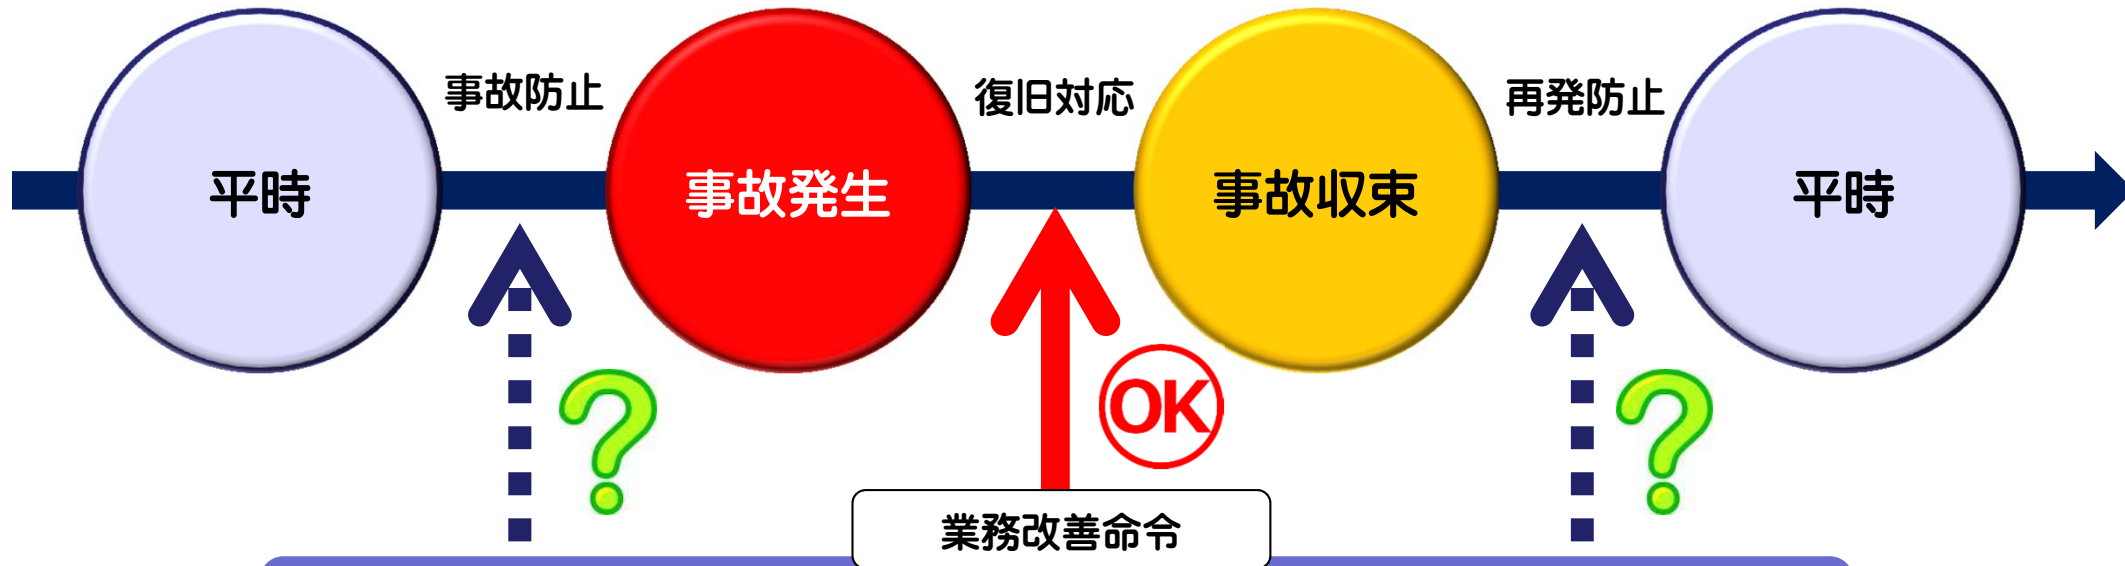 事故防止
復旧対応
再発防止
平時
事故発生
事故収束
平時
?
OK
?
業務改善命令